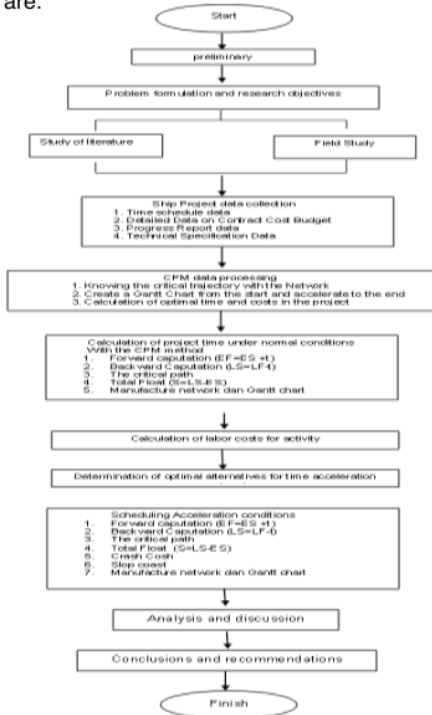 are:
Start
preliminary
Problem formulation and research objectives
Study of literature
Field Study
Ship Project data collection
1. Time schedule data
2. Detailed Data on Contract Cost Budget
3. Progress Report data
4. Technical Specification Data
CPM data processing
1. Knowing the critical trajectory with the Network
2. Create a Gantt Chart from the start and accelerate to the end
3. Calculation of optimal time and costs in the project
Calculation of project time under normal conditions
With the CPM method
1. Forward caputation (EF=ES +t)
2. Backward Caputation (LS=LF-t)
3. The critical path
4. Total Float (S=LS-ES)
5. Manufacture network dan Gantt chart
Calculation of labor costs for activity
Determination of optimal alternatives for time acceleration
Scheduling Acceleration conditions
1. Forward caputation (EF=ES +t)
2. Backward Caputation (LS=LF-t)
3. The critical path
4. Total Float (S=LS-ES)
5. Crash Cosh
6. Slop coast
7. Manufacture network dan Gantt chart
Analysis and discussion
Conclusions and recommendations
Finish